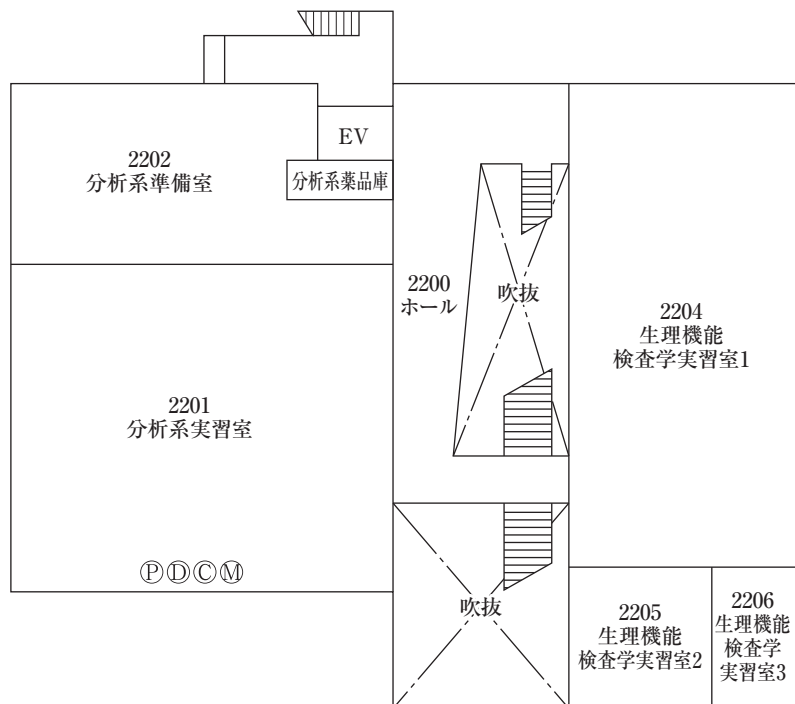 EV
2202
分析系準備室
分析系薬品庫
2200
ホール
吹抜
2204
生理機能
検査学実習室1
2201
分析系実習室
ⓅⒹⒸⓂ
吹抜
2205
生理機能
検査学実習室2
2206
生理機能
検査学
実習室3